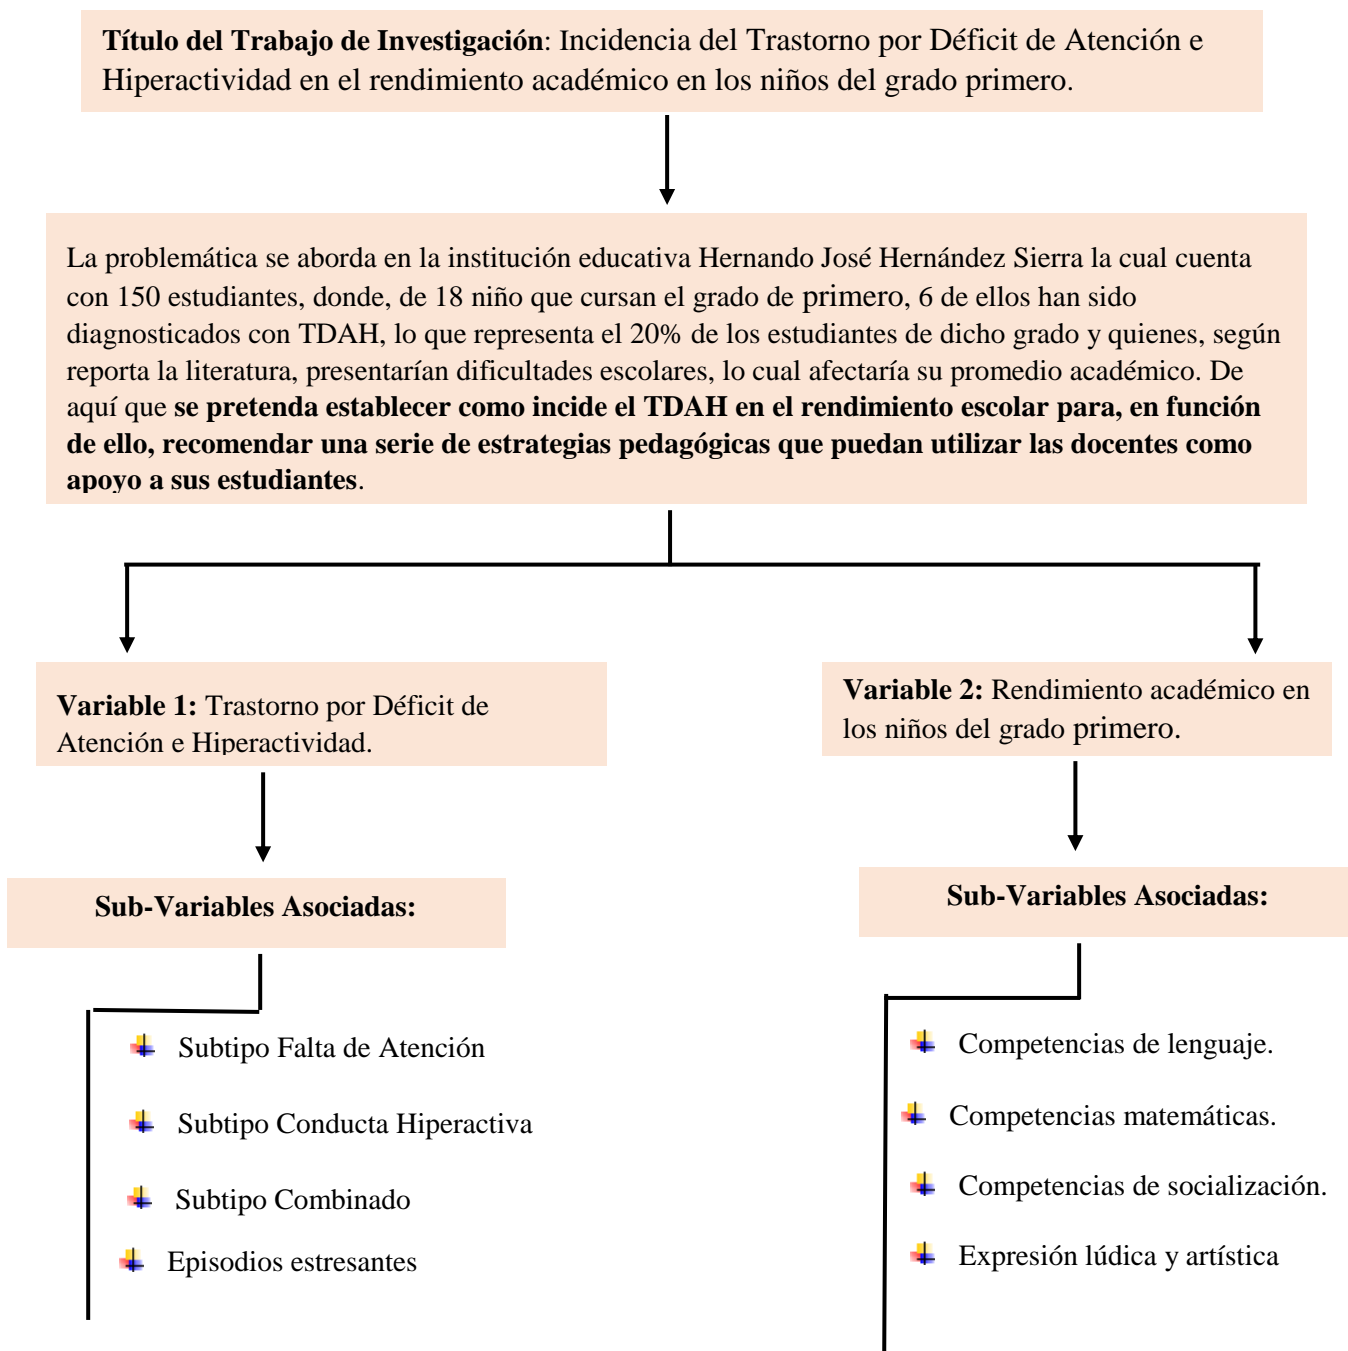 Título del Trabajo de Investigación: Incidencia del Trastorno por Déficit de Atención e
Hiperactividad en el rendimiento académico en los niños del grado primero.
La problemática se aborda en la institución educativa Hernando José Hernández Sierra la cual cuenta
con 150 estudiantes, donde, de 18 niño que cursan el grado de primero, 6 de ellos han sido
diagnosticados con TDAH, lo que representa el 20% de los estudiantes de dicho grado y quienes, según
reporta la literatura, presentarían dificultades escolares, lo cual afectaría su promedio académico. De
aquí que se pretenda establecer como incide el TDAH en el rendimiento escolar para, en función
de ello, recomendar una serie de estrategias pedagógicas que puedan utilizar las docentes como
apoyo a sus estudiantes.
Variable 1: Trastorno por Déficit de
Atención e Hiperactividad.
Sub-Variables Asociadas:
Subtipo Falta de Atención
Subtipo Conducta Hiperactiva
Subtipo Combinado
Episodios estresantes
Variable 2: Rendimiento académico en
los niños del grado primero.
Sub-Variables Asociadas:
Competencias de lenguaje.
Competencias matemáticas.
Competencias de socialización.
Expresión lúdica y artística